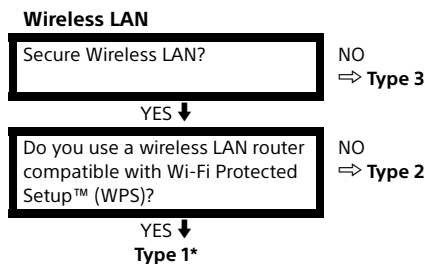 Wireless LAN
Secure Wireless LAN?
NO
⇨ Type 3
YES ⬇
Do you use a wireless LAN router
compatible with Wi-Fi Protected
Setup™ (WPS)?
NO
⇨ Type 2
YES ⬇
Type 1*